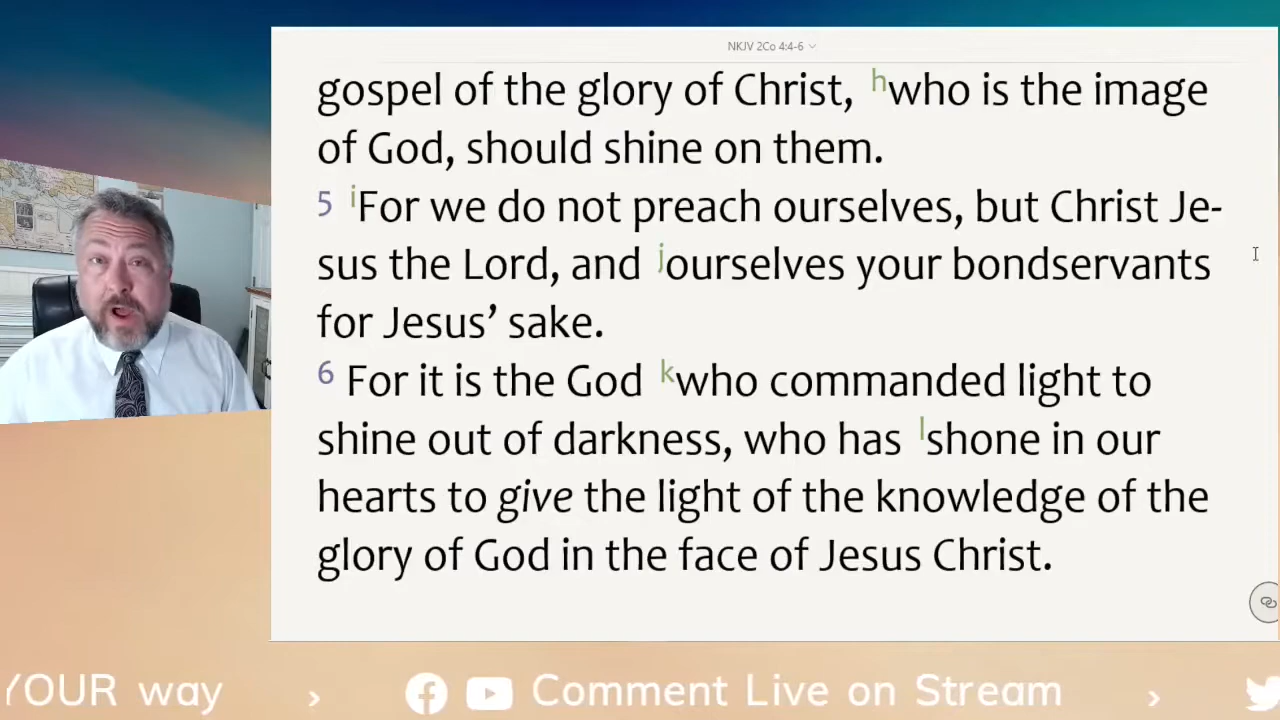 NKJV 2Co 4:4-6
gospel of the glory of Christ, hwho is the image
of God, should shine on them.
5 iFor we do not preach ourselves, but Christ Je-
sus the Lord, and jourselves your bondservants
for Jesus’ sake.
6 For it is the God kwho commanded light to
shine out of darkness, who has lshone in our
hearts to give the light of the knowledge of the
glory of God in the face of Jesus Christ.
YOUR way › Comment Live on Stream ›